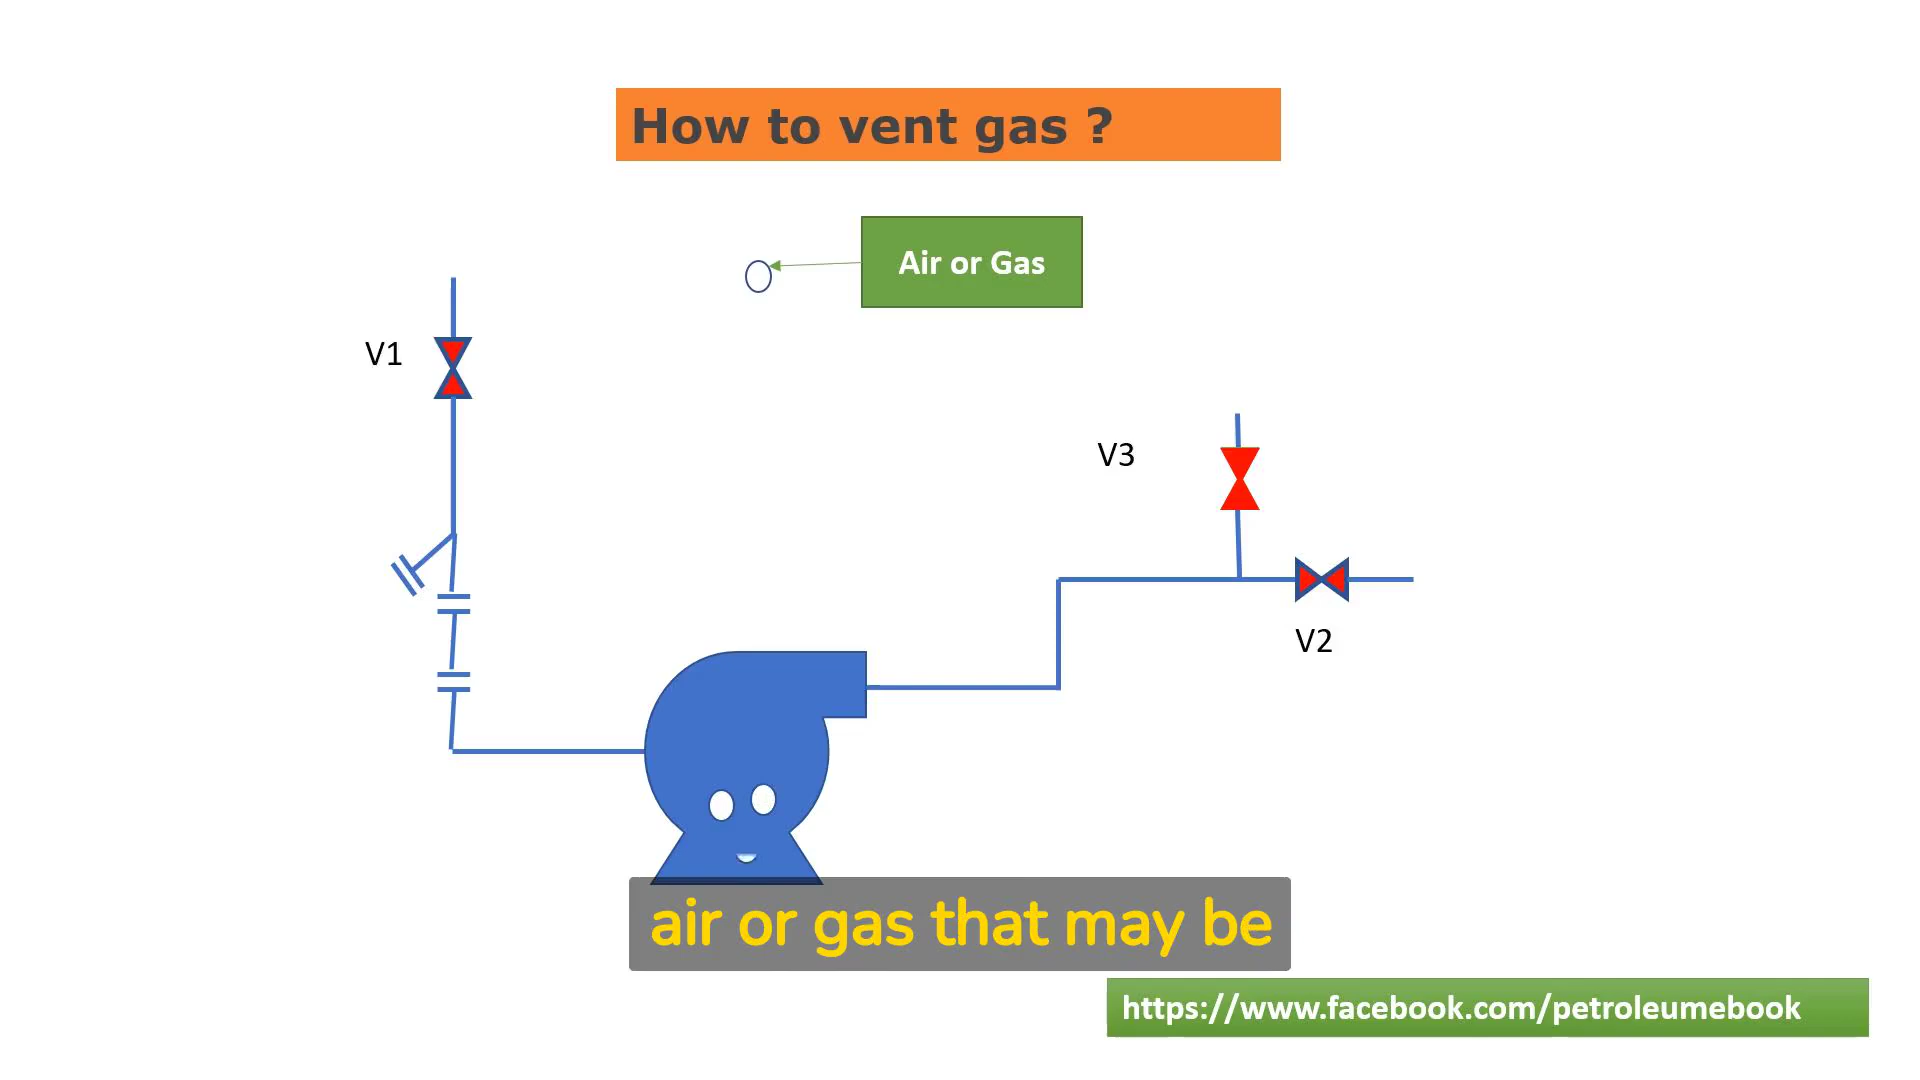 How to vent gas ?
Air or Gas
V1
V3
V2
air or gas that may be
https://www.facebook.com/petroleumebook